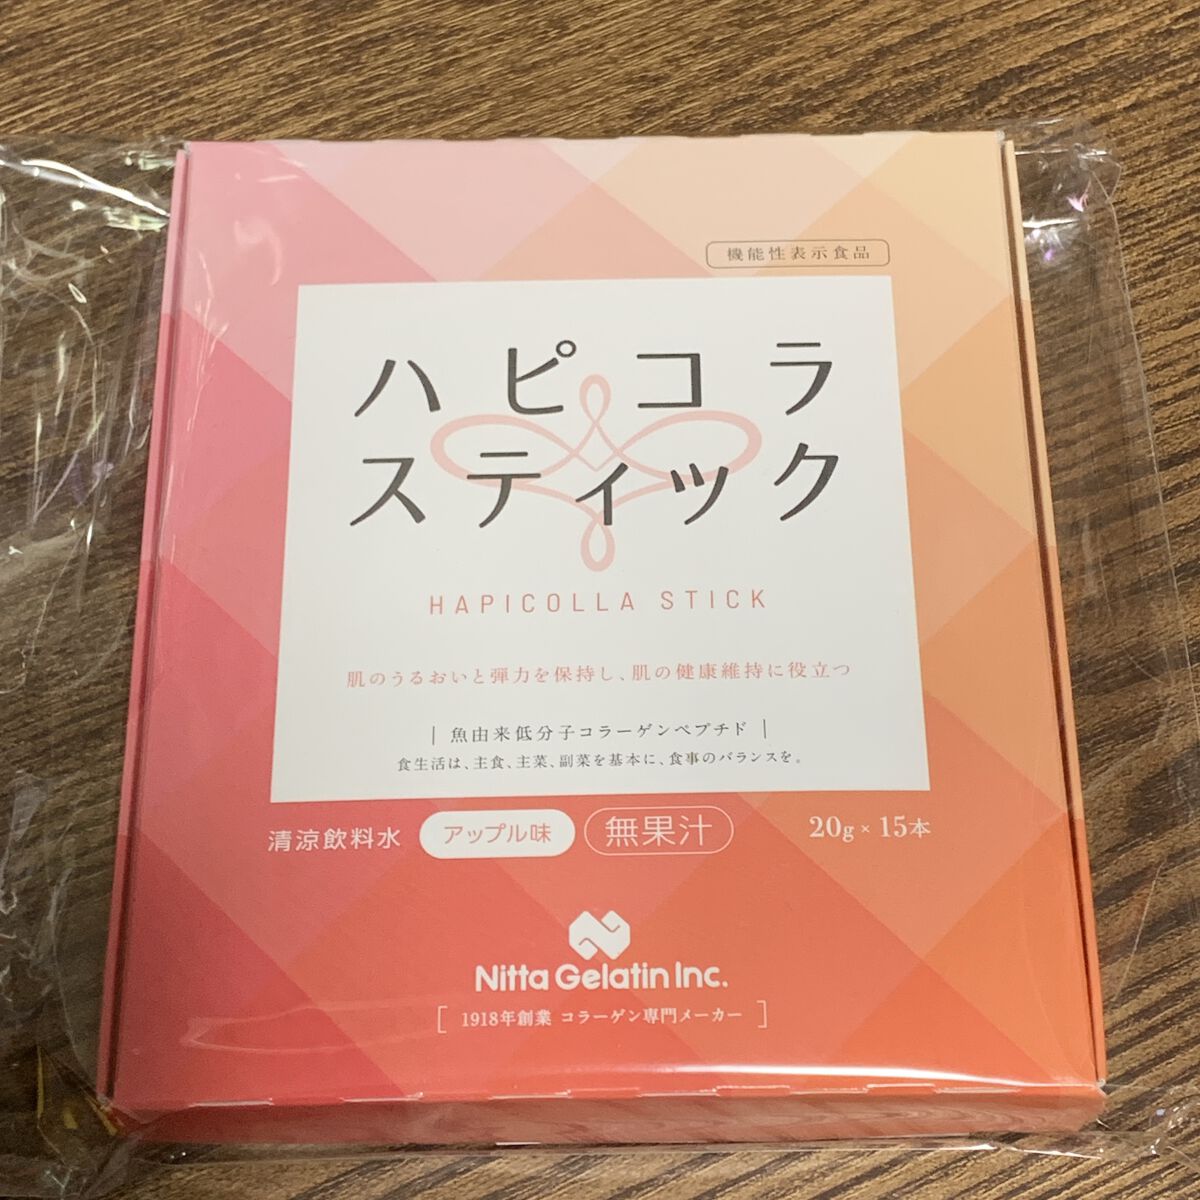 機能性表示食品
ハピコラ
スティック
HAPICOLLA STICK
肌のうるおいと弾力を保持し、肌の健康維持に役立つ
| 魚由来低分子コラーゲンペプチド |
食生活は、主食、主菜、副菜を基本に、食事のバランスを。
清涼飲料水 アップル味 無果汁 20g×15本
Nitta Gelatin Inc.
[ 1918年創業 コラーゲン専門メーカー ]